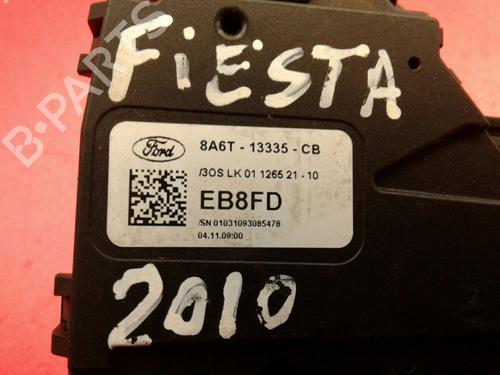 B-PARTS
FiESTA
Ford
8A6T - 13335 - CB
/3OS LK 01 1265 21 - 10
EB8FD
/SN 01031093085478
04.11.09:00
2010